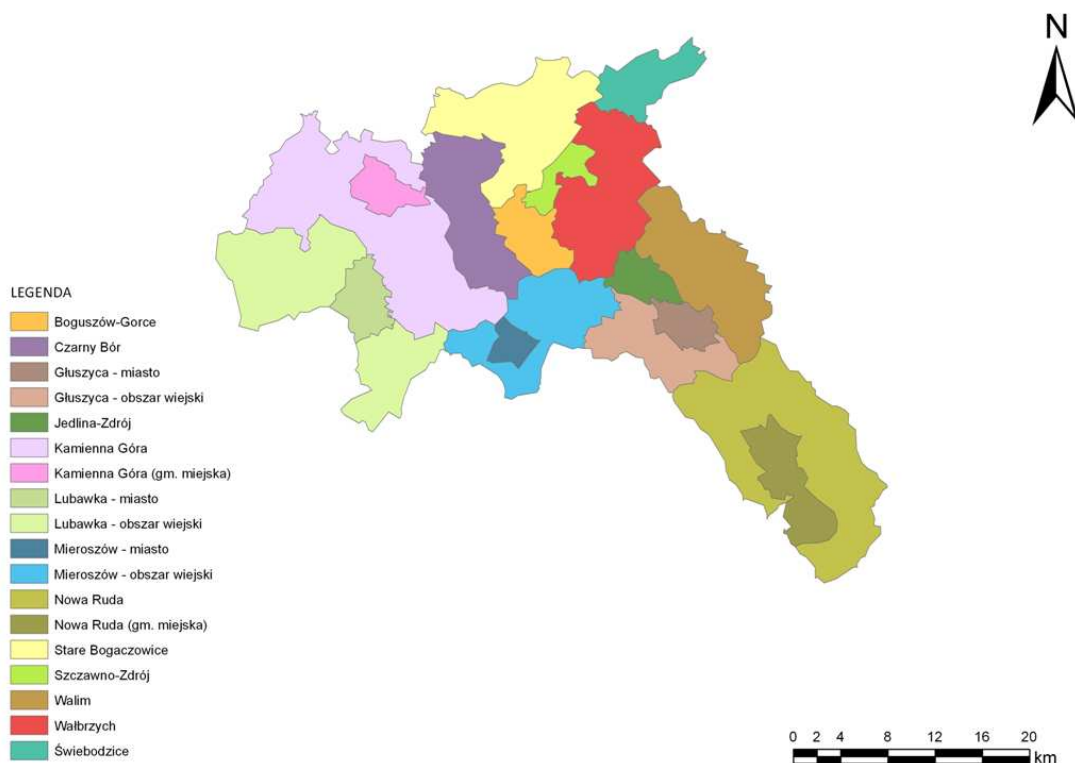 N
LEGENDA
Boguszów-Gorce
Czarny Bór
Głuszyca - miasto
Głuszyca - obszar wiejski
Jedlina-Zdrój
Kamienna Góra
Kamienna Góra (gm. miejska)
Lubawka - miasto
Lubawka - obszar wiejski
Mieroszów - miasto
Mieroszów - obszar wiejski
Nowa Ruda
Nowa Ruda (gm. miejska)
Stare Bogaczowice
Szczawno-Zdrój
Walim
Wałbrzych
Świebodzice
0 2 4 8 12 16 20
km